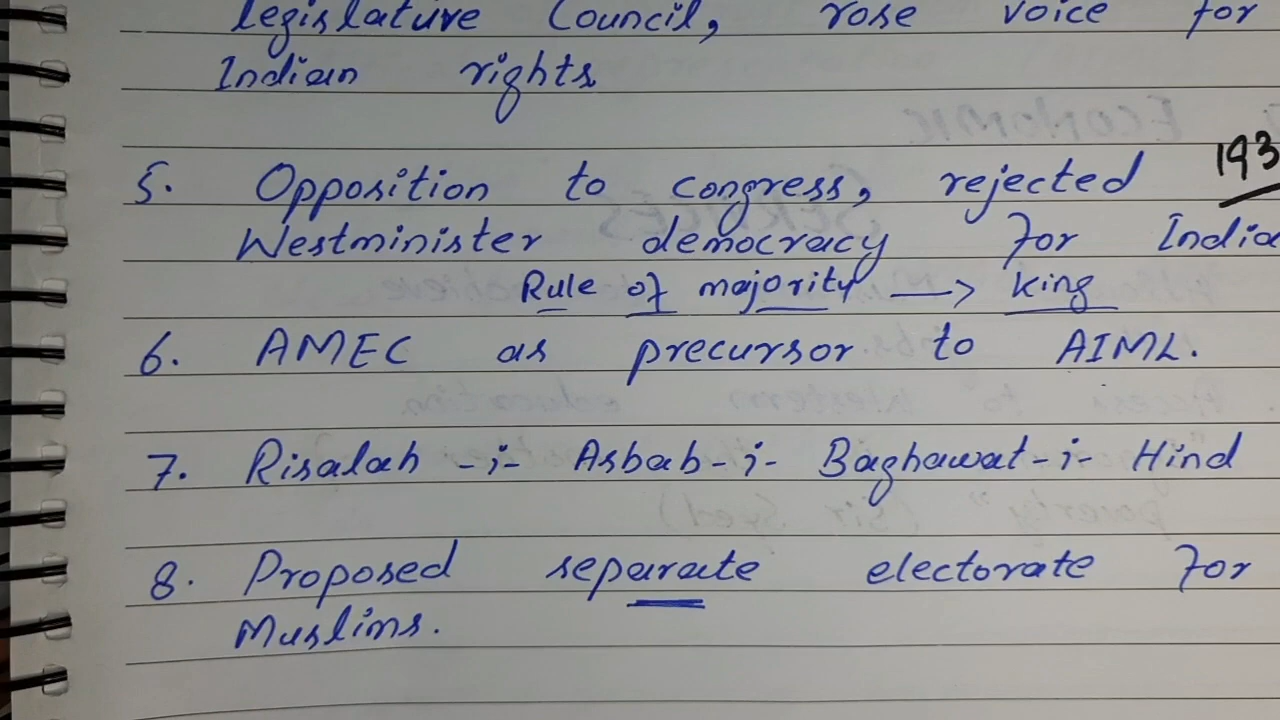 legislature Council, rose voice for
Indian rights
5. Opposition to congress, rejected 193
Westminister democracy for India
Rule of majority → king
6. AMEC as precursor to AIML.
7. Risalah -i- Asbab-i- Baghawat-i- Hind
8. Proposed separate electorate for
Muslims.